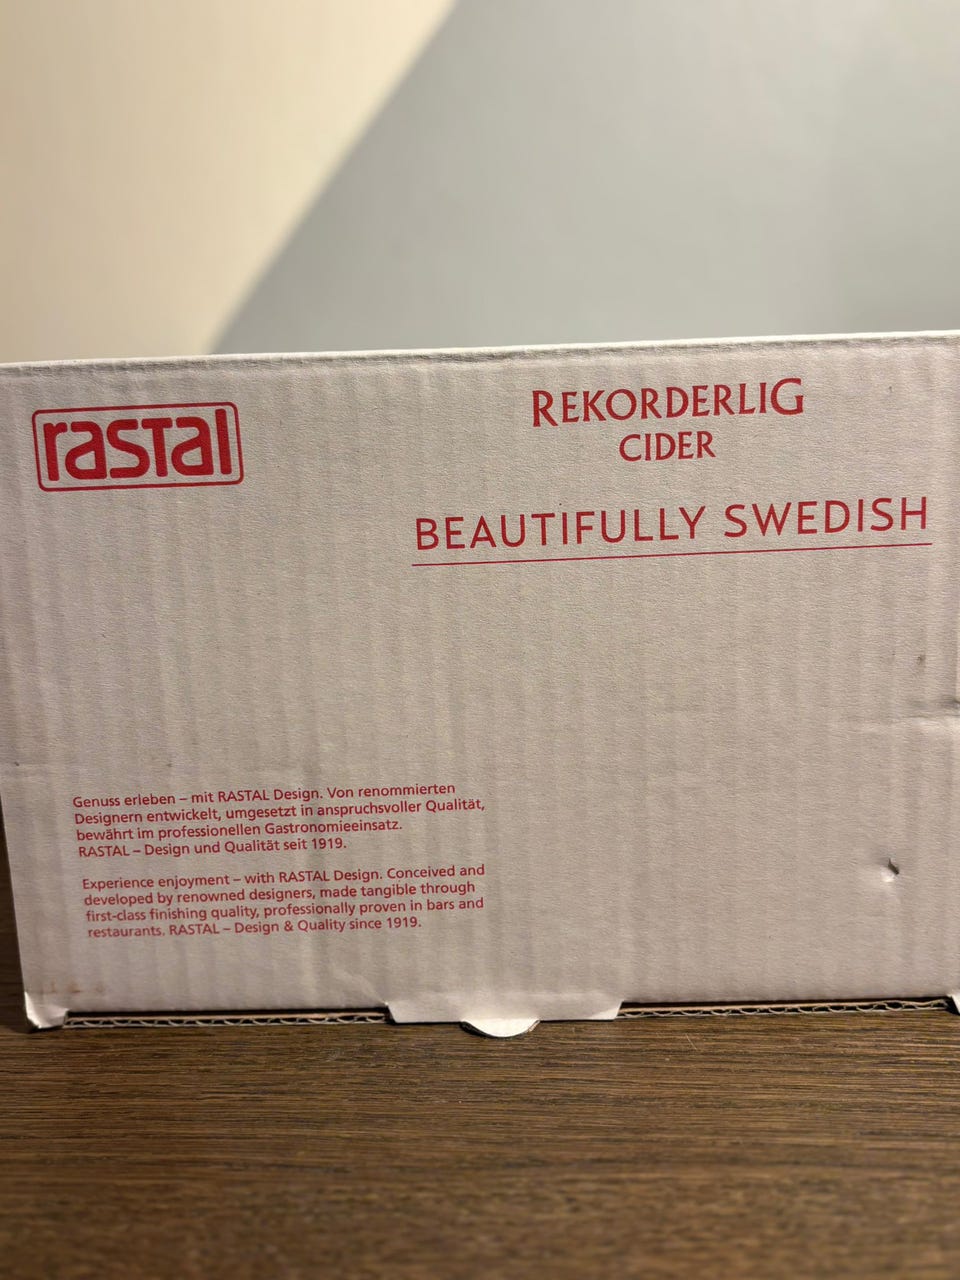 rastal
REKORDERLIG
CIDER
BEAUTIFULLY SWEDISH
Genuss erleben – mit RASTAL Design. Von renommierten
Designern entwickelt, umgesetzt in anspruchsvoller Qualität,
bewährt im professionellen Gastronomieeinsatz.
RASTAL – Design und Qualität seit 1919.
Experience enjoyment – with RASTAL Design. Conceived and
developed by renowned designers, made tangible through
first-class finishing quality, professionally proven in bars and
restaurants. RASTAL – Design & Quality since 1919.